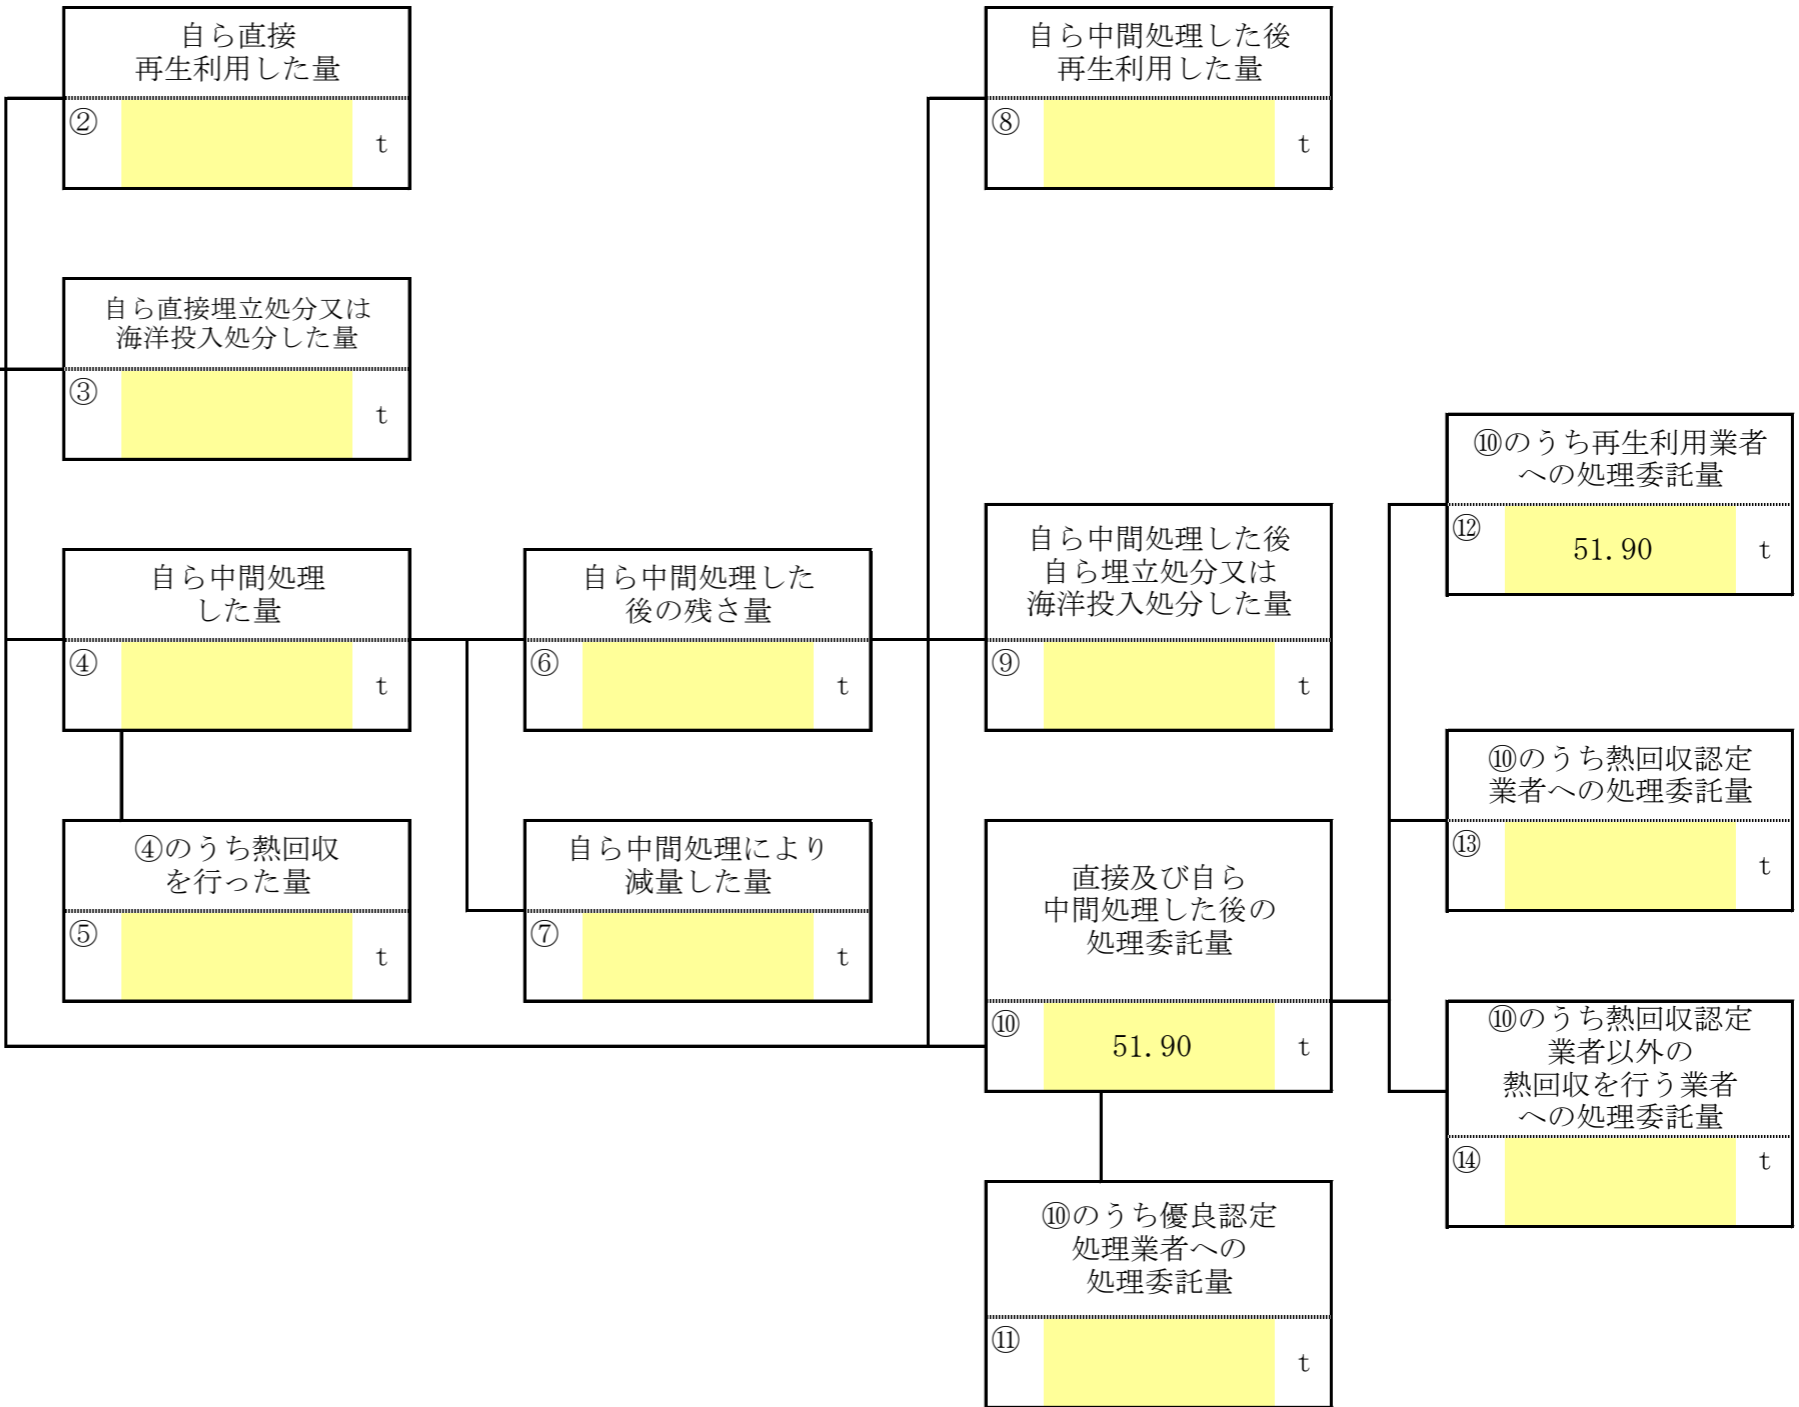 自ら直接
再生利用した量
②
t
自ら中間処理した後
再生利用した量
⑧
t
自ら直接埋立処分又は
海洋投入処分した量
③
t
⑩のうち再生利用業者
への処理委託量
⑫
51.90
t
自ら中間処理
した量
④
t
自ら中間処理した
後の残さ量
⑥
t
自ら中間処理した後
自ら埋立処分又は
海洋投入処分した量
⑨
t
⑩のうち熱回収認定
業者への処理委託量
⑬
t
④のうち熱回収
を行った量
⑤
t
自ら中間処理により
減量した量
⑦
t
直接及び自ら
中間処理した後の
処理委託量
⑩
51.90
t
⑩のうち熱回収認定
業者以外の
熱回収を行う業者
への処理委託量
⑭
t
⑩のうち優良認定
処理業者への
処理委託量
⑪
t